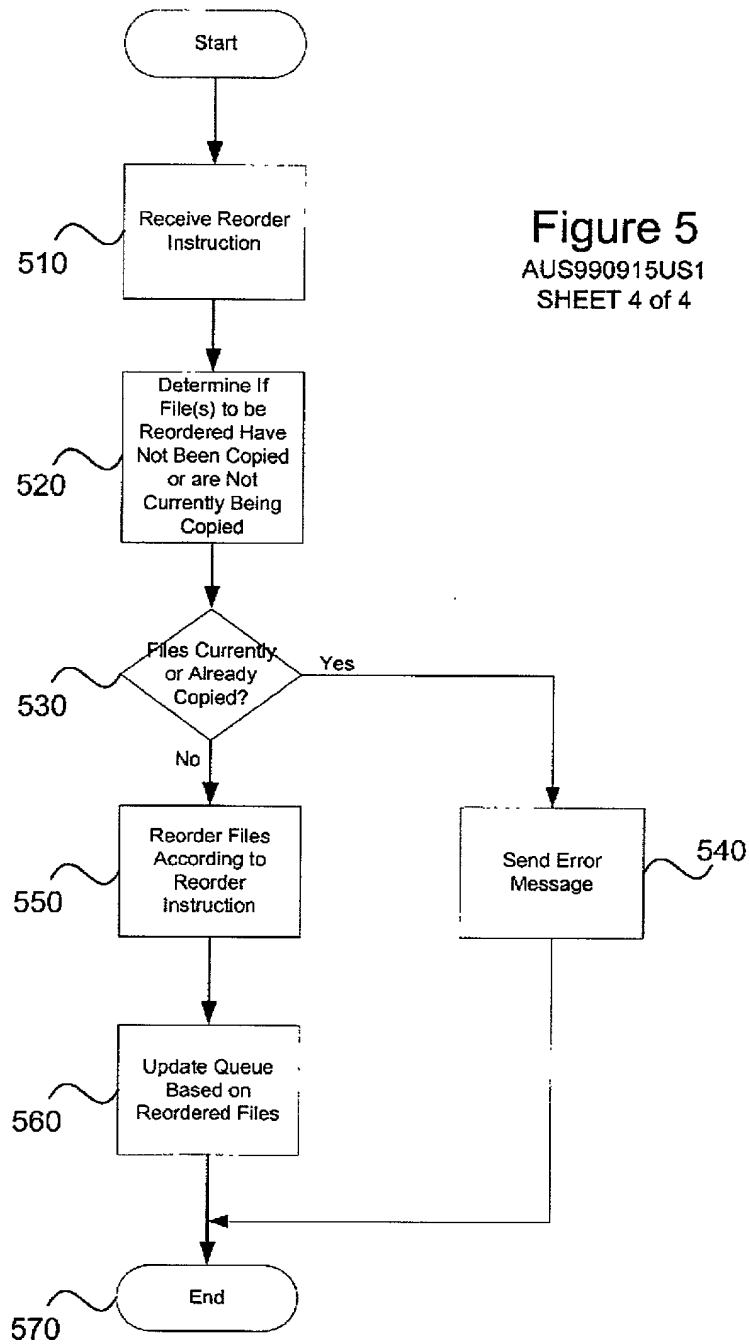 Start
Receive Reorder
Instruction
510
Figure 5
AUS990915US1
SHEET 4 of 4
Determine If
File(s) to be
Reordered Have
Not Been Copied
or are Not
Currently Being
Copied
520
Files Currently
or Already
Copied?
Yes
530
No
Reorder Files
According to
Reorder
Instruction
550
Send Error
Message
540
Update Queue
Based on
Reordered Files
560
End
570